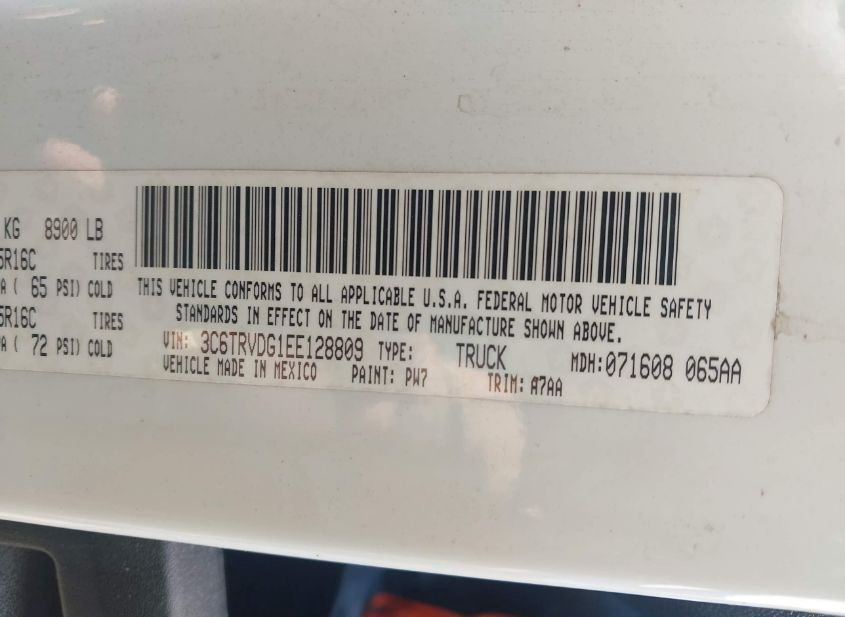 KG 8900 LB
5R16C TIRES
A ( 65 PSI) COLD
5R16C TIRES
A ( 72 PSI) COLD
THIS VEHICLE CONFORMS TO ALL APPLICABLE U.S.A. FEDERAL MOTOR VEHICLE SAFETY
STANDARDS IN EFFECT ON THE DATE OF MANUFACTURE SHOWN ABOVE.
VIN: 3C6TRVDG1EE128809 TYPE: TRUCK MDH:071608 065AA
VEHICLE MADE IN MEXICO PAINT: PW7 TRIM: A7AA